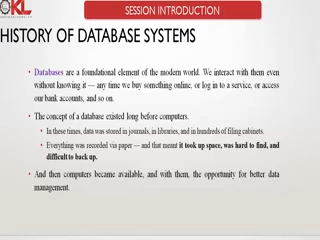 KL
SESSION INTRODUCTION
HISTORY OF DATABASE SYSTEMS
• Databases are a foundational element of the modern world. We interact with them even
without knowing it — any time we buy something online, or log in to a service, or access
our bank accounts, and so on.
• The concept of a database existed long before computers.
• In these times, data was stored in journals, in libraries, and in hundreds of filing cabinets.
• Everything was recorded via paper — and that meant it took up space, was hard to find, and
difficult to back up.
• And then computers became available, and with them, the opportunity for better data
management.